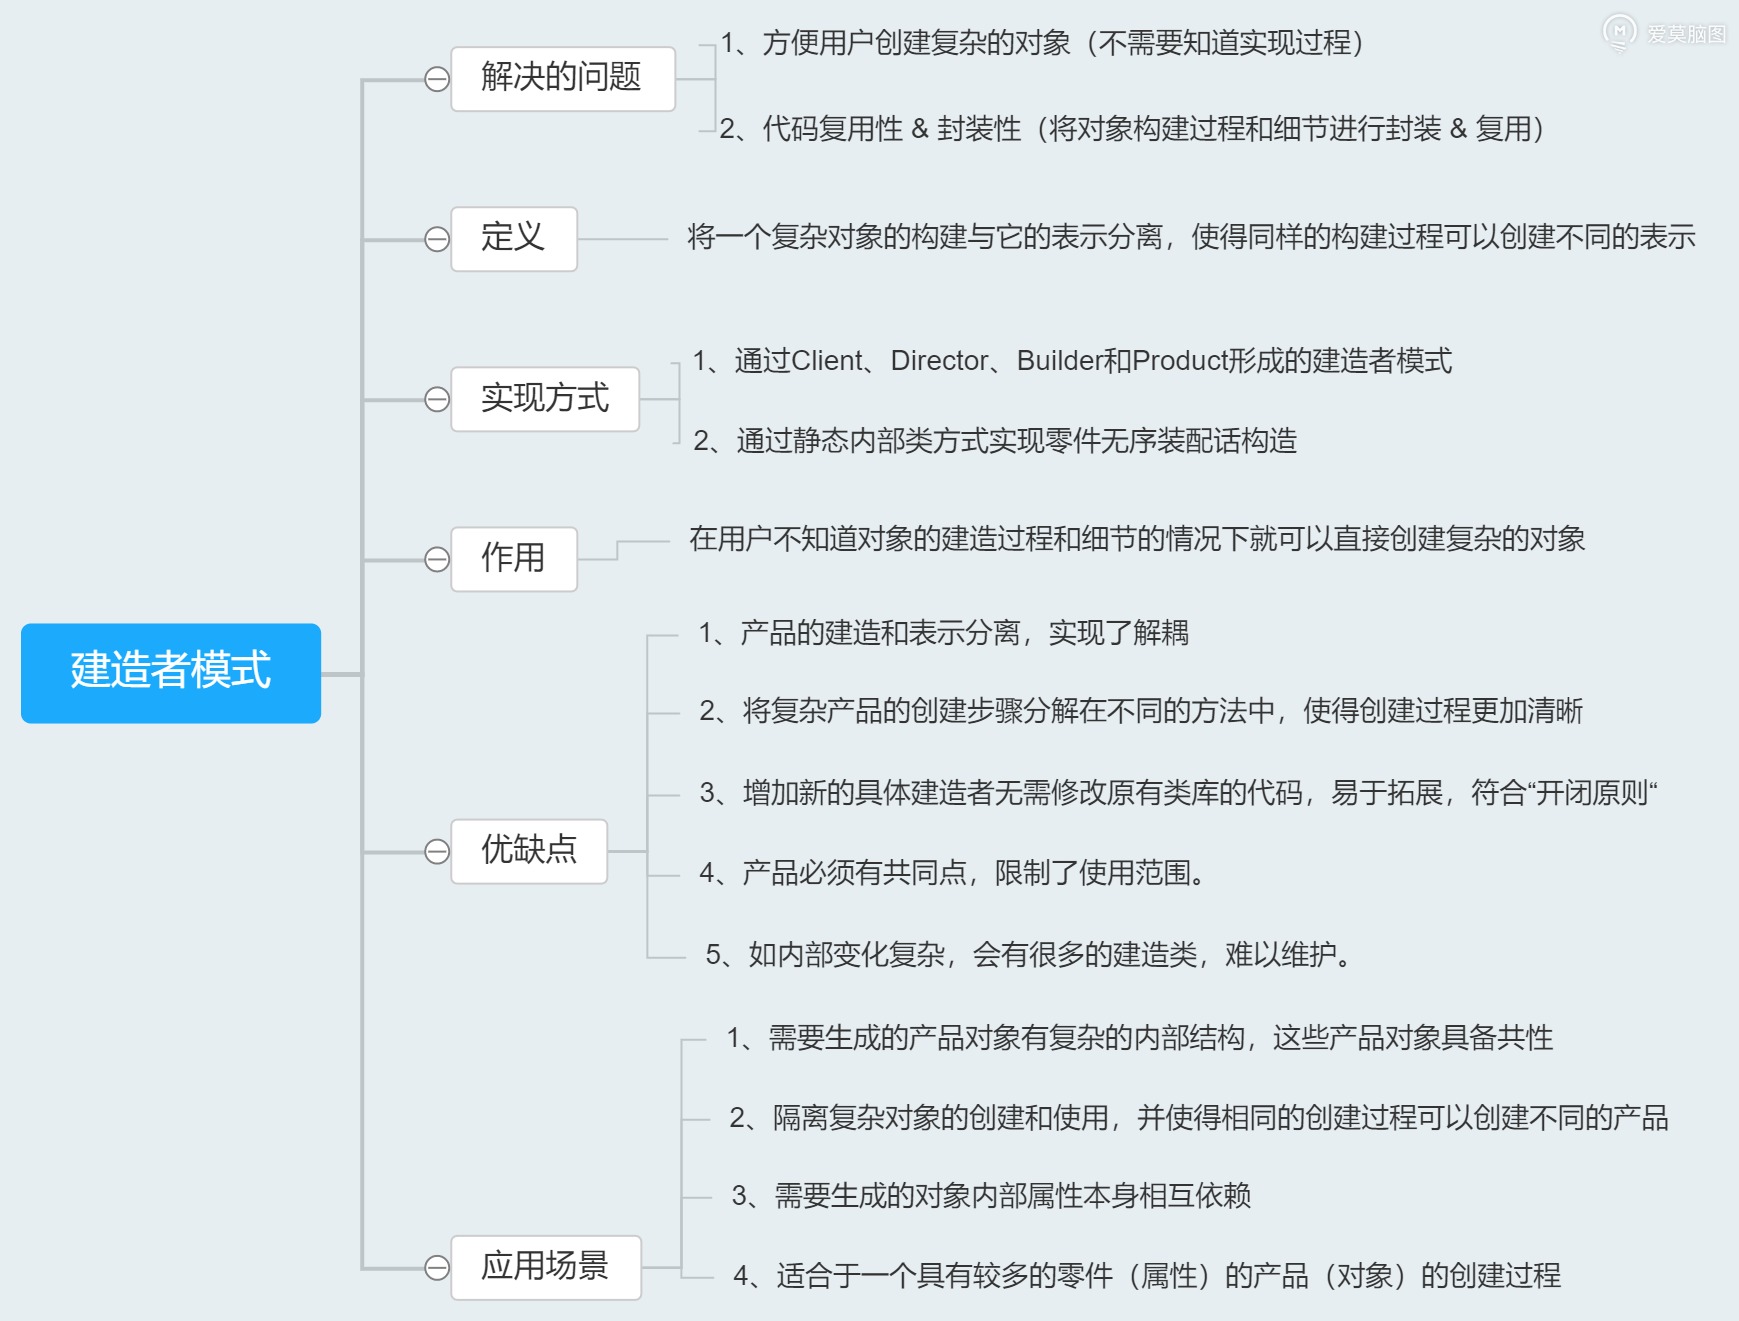 爱莫脑图
建造者模式
解决的问题
1、方便用户创建复杂的对象（不需要知道实现过程）
2、代码复用性 & 封装性（将对象构建过程和细节进行封装 & 复用）
定义
将一个复杂对象的构建与它的表示分离，使得同样的构建过程可以创建不同的表示
实现方式
1、通过Client、Director、Builder和Product形成的建造者模式
2、通过静态内部类方式实现零件无序装配话构造
作用
在用户不知道对象的建造过程和细节的情况下就可以直接创建复杂的对象
优缺点
1、产品的建造和表示分离，实现了解耦
2、将复杂产品的创建步骤分解在不同的方法中，使得创建过程更加清晰
3、增加新的具体建造者无需修改原有类库的代码，易于拓展，符合“开闭原则“
4、产品必须有共同点，限制了使用范围。
5、如内部变化复杂，会有很多的建造类，难以维护。
应用场景
1、需要生成的产品对象有复杂的内部结构，这些产品对象具备共性
2、隔离复杂对象的创建和使用，并使得相同的创建过程可以创建不同的产品
3、需要生成的对象内部属性本身相互依赖
4、适合于一个具有较多的零件（属性）的产品（对象）的创建过程